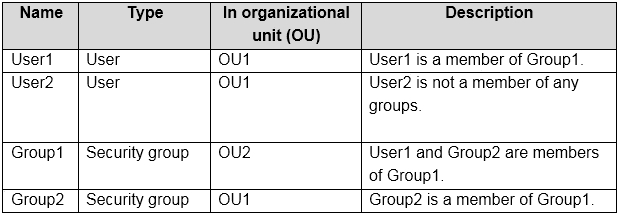 Name Type In organizational Description
unit (OU)
User1 User OU1 User1 is a member of Group1.
User2 User OU1 User2 is not a member of any
groups.
Group1 Security group OU2 User1 and Group2 are members
of Group1.
Group2 Security group OU1 Group2 is a member of Group1.